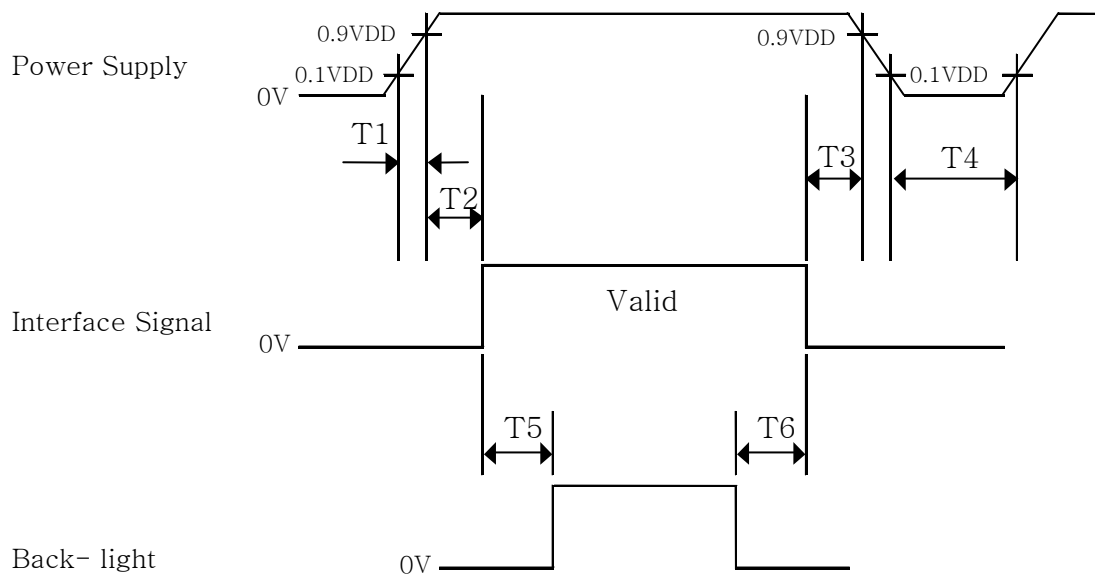 0.9VDD
0.9VDD
Power Supply
0.1VDD
0.1VDD
0V
T1
T3
T4
T2
Valid
Interface Signal
0V
T5
T6
Back- light
0V